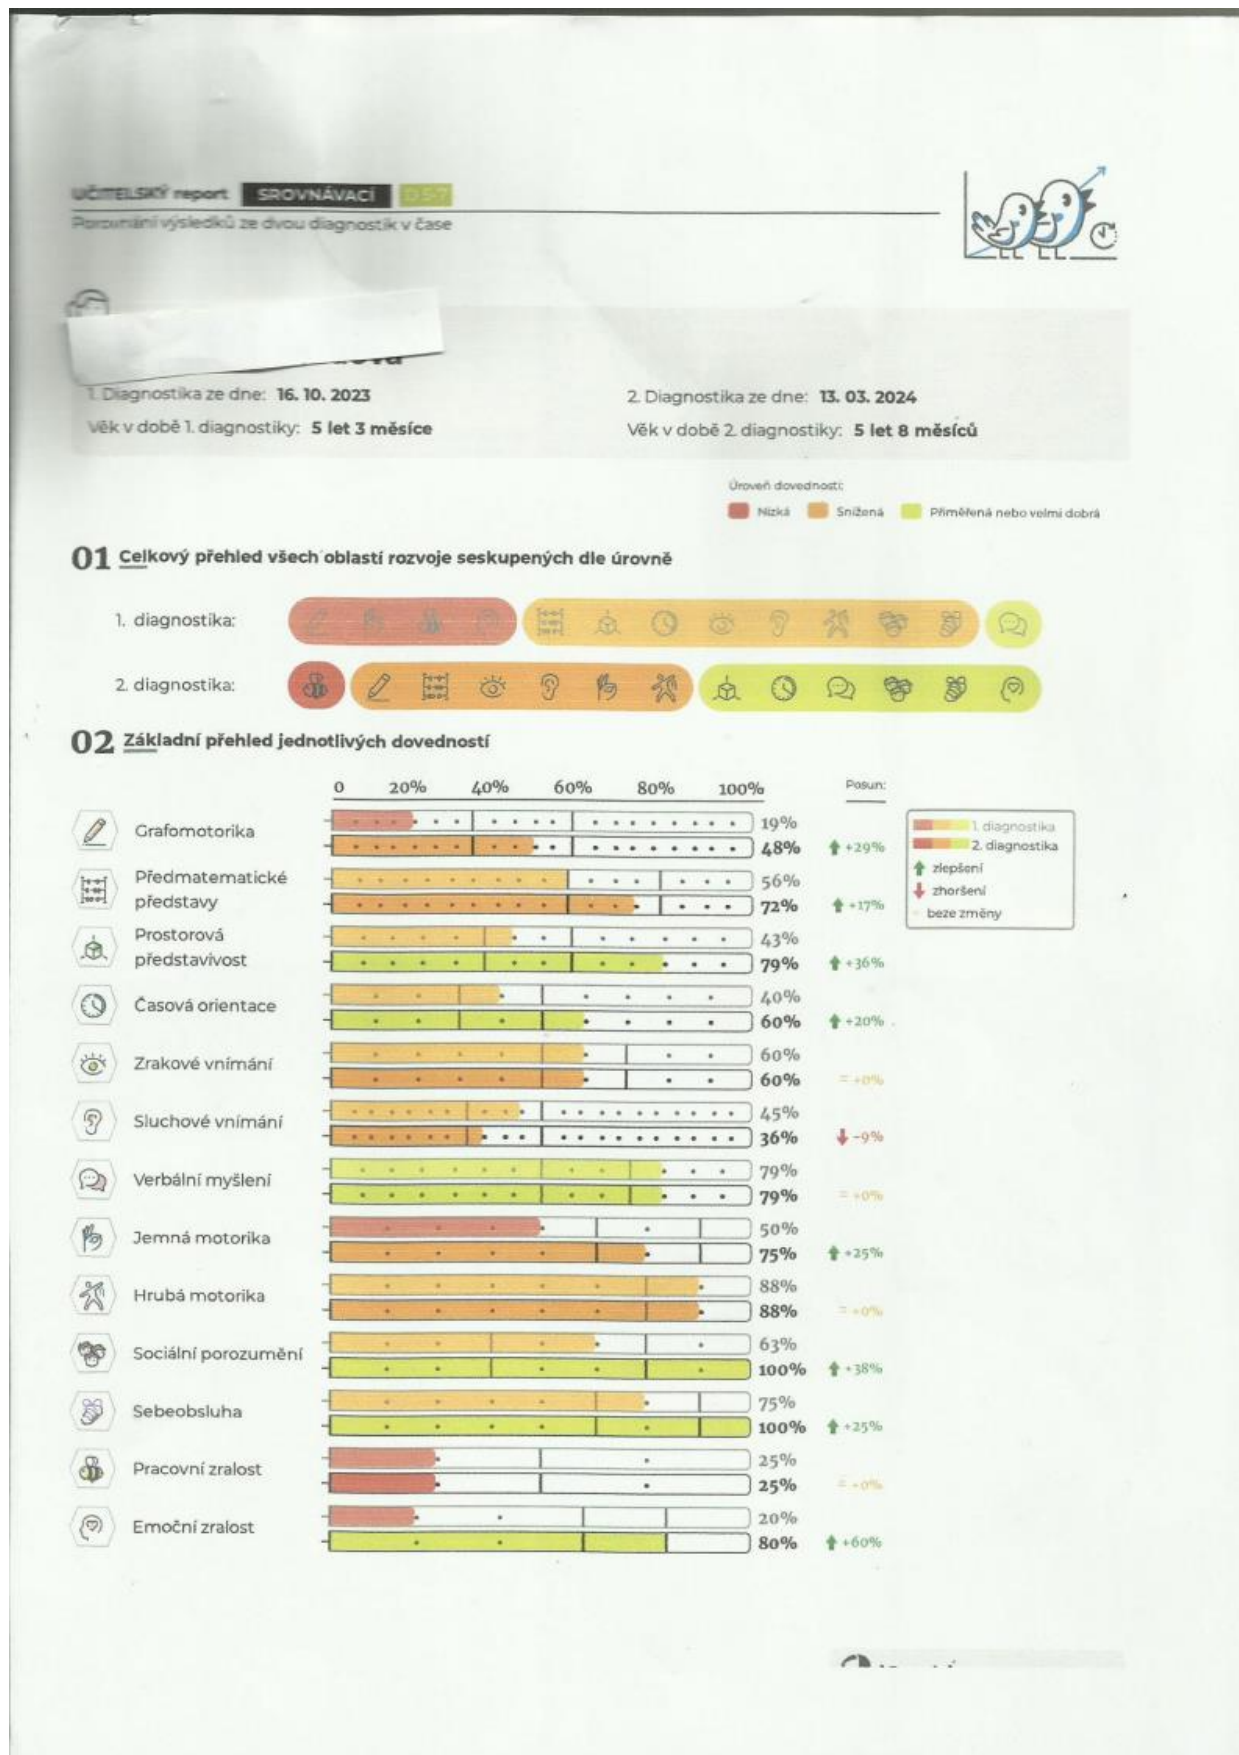 UČITELSKÝ report SROVNÁVACÍ D 5-7
Porovnání výsledků ze dvou diagnostik v čase
1. Diagnostika ze dne: 16. 10. 2023
Věk v době 1. diagnostiky: 5 let 3 měsíce
2. Diagnostika ze dne: 13. 03. 2024
Věk v době 2. diagnostiky: 5 let 8 měsíců
Úroveň dovednosti:
Nízká Snížená Přiměřená nebo velmi dobrá
01 Celkový přehled všech oblastí rozvoje seskupených dle úrovně
1. diagnostika:
2. diagnostika:
02 Základní přehled jednotlivých dovedností
0 20% 40% 60% 80% 100% Posun:
Grafomotorika
19%
48% +29%
Předmatematické
představy
56%
72% +17%
Prostorová
představivost
43%
79% +36%
Časová orientace
40%
60% +20%
Zrakové vnímání
60%
60% = +0%
Sluchové vnímání
45%
36% -9%
Verbální myšlení
79%
79% = +0%
Jemná motorika
50%
75% +25%
Hrubá motorika
88%
88% = +0%
Sociální porozumění
63%
100% +38%
Sebeobsluha
75%
100% +25%
Pracovní zralost
25%
25% = +0%
Emoční zralost
20%
80% +60%
1. diagnostika
2. diagnostika
zlepšení
zhoršení
beze změny